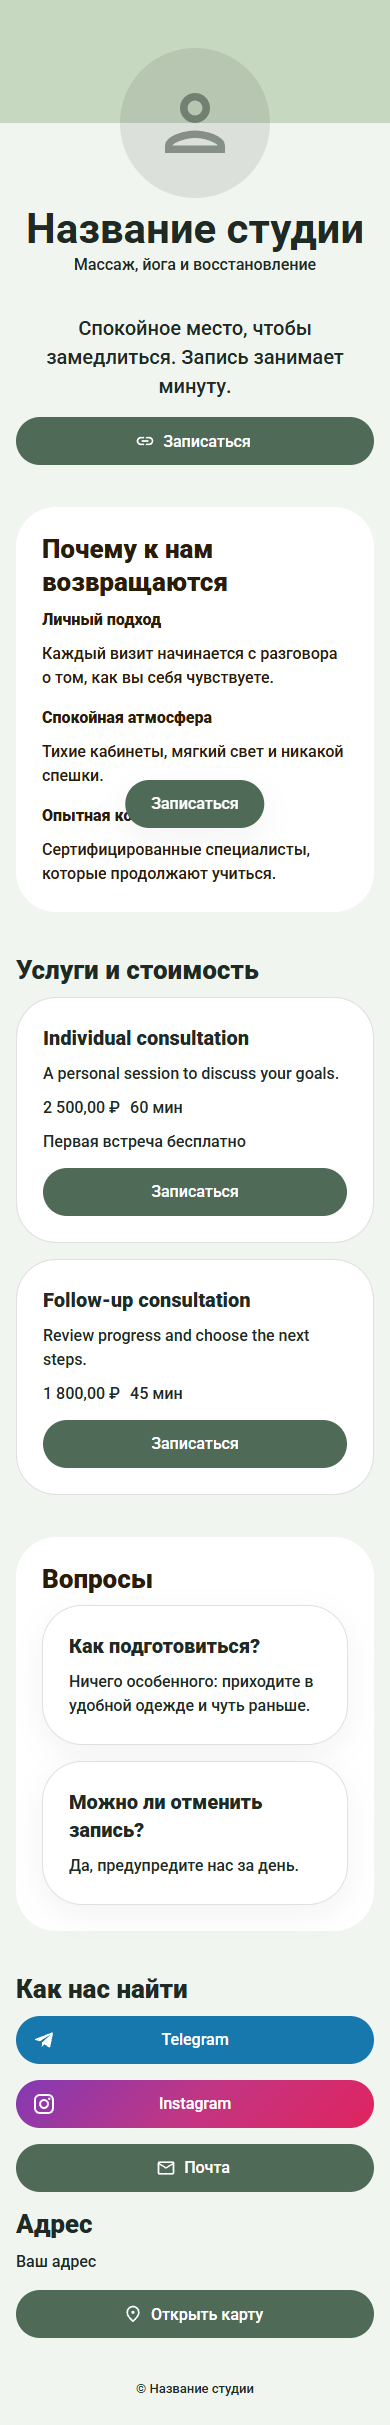 Название студии
Массаж, йога и восстановление
Спокойное место, чтобы
замедлиться. Запись занимает
минуту.
Записаться
Почему к нам
возвращаются
Личный подход
Каждый визит начинается с разговора
о том, как вы себя чувствуете.
Спокойная атмосфера
Тихие кабинеты, мягкий свет и никакой
спешки.
Записаться
Опытная
Сертифицированные специалисты,
которые продолжают учиться.
Услуги и стоимость
Individual consultation
A personal session to discuss your goals.
2 500,00 ₽ 60 мин
Первая встреча бесплатно
Записаться
Follow-up consultation
Review progress and choose the next
steps.
1 800,00 ₽ 45 мин
Записаться
Вопросы
Как подготовиться?
Ничего особенного: приходите в
удобной одежде и чуть раньше.
Можно ли отменить
запись?
Да, предупредите нас за день.
Как нас найти
Telegram
Instagram
Почта
Адрес
Ваш адрес
Открыть карту
© Название студии